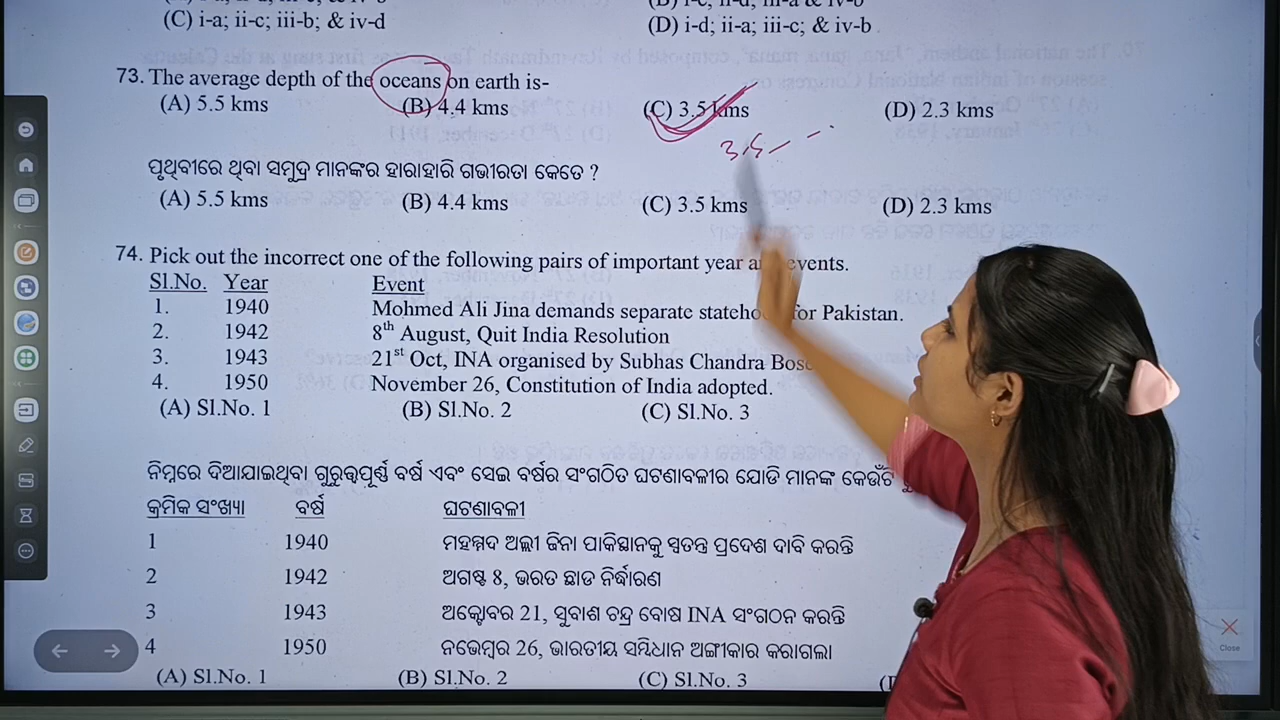 (C) i-a; ii-c; iii-b; & iv-d (D) i-d; ii-a; iii-c; & iv-b
73. The average depth of the oceans on earth is-
(A) 5.5 kms (B) 4.4 kms (C) 3.5 kms (D) 2.3 kms
3.5
ପୃଥିବୀରେ ଥିବା ସମୁଦ୍ର ମାନଙ୍କର ହାରାହାରି ଗଭୀରତା କେତେ ?
(A) 5.5 kms (B) 4.4 kms (C) 3.5 kms (D) 2.3 kms
74. Pick out the incorrect one of the following pairs of important year events.
Sl.No. Year Event
1. 1940 Mohmed Ali Jina demands separate for Pakistan.
2. 1942 8th August, Quit India Resolution
3. 1943 21st Oct, INA organised by Subhas Chandra
4. 1950 November 26, Constitution of India adopted.
(A) Sl.No. 1 (B) Sl.No. 2 (C) Sl.No. 3
ନିମ୍ନରେ ଦିଆଯାଇଥିବା ଗୁରୁତ୍ୱପୂର୍ଣ୍ଣ ବର୍ଷ ଏବଂ ସେଇ ବର୍ଷର ସଂଗଠିତ ଘଟଣାବଳୀର ଯୋଡି ମାନଙ୍କ କେଉଁଟି
କ୍ରମିକ ସଂଖ୍ୟା ବର୍ଷ ଘଟଣାବଳୀ
1 1940 ମହମ୍ମଦ ଅଲ୍ଲୀ ଜିନା ପାକିସ୍ଥାନକୁ ସ୍ୱତନ୍ତ୍ର ପ୍ରଦେଶ ଦାବି କରନ୍ତି
2 1942 ଅଗଷ୍ଟ 8, ଭରତ ଛାଡ ନିର୍ଦ୍ଧାରଣ
3 1943 ଅକ୍ଟୋବର 21, ସୁବାଶ ଚନ୍ଦ୍ର ବୋଷ INA ସଂଗଠନ କରନ୍ତି
4 1950 ନଭେମ୍ବର 26, ଭାରତୀୟ ସମ୍ବିଧାନ ଅଙ୍ଗୀକାର କରାଗଲା
(A) Sl.No. 1 (B) Sl.No. 2 (C) Sl.No. 3
Close